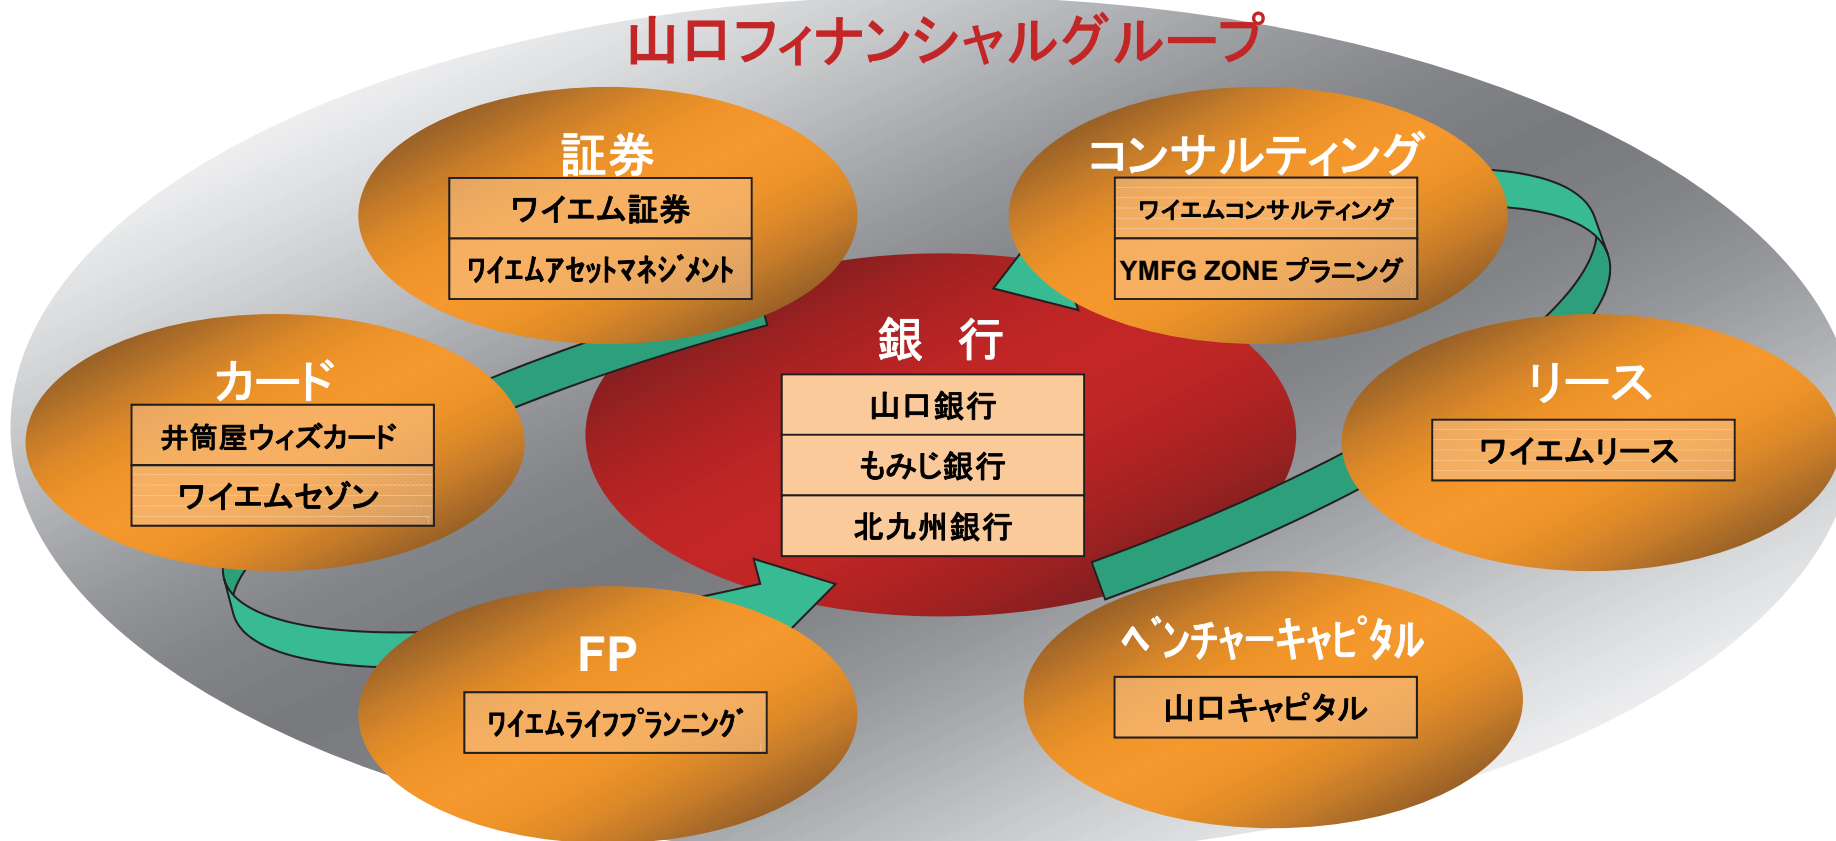 山口フィナンシャルグループ
証券
ワイエム証券
ワイエムアセットマネジメント
コンサルティング
ワイエムコンサルティング
YMFG ZONE プラニング
銀　行
山口銀行
もみじ銀行
北九州銀行
カード
井筒屋ウィズカード
ワイエムセゾン
リース
ワイエムリース
FP
ワイエムライフプランニング
ベンチャーキャピタル
山口キャピタル